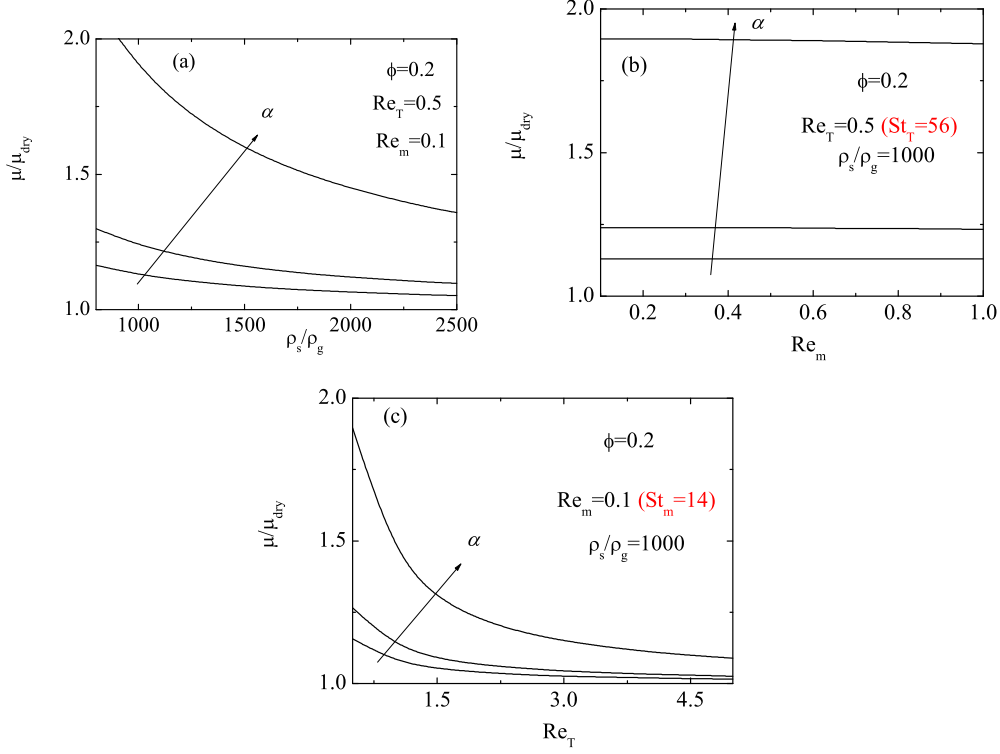 (a)
ϕ=0.2
Re_T=0.5
Re_m=0.1
α
μ/μ_dry
2.0
1.5
1.0
1000
1500
2000
2500
ρ_s/ρ_g
(b)
α
ϕ=0.2
Re_T=0.5 (St_T=56)
ρ_s/ρ_g=1000
μ/μ_dry
2.0
1.5
1.0
0.2
0.4
0.6
0.8
1.0
Re_m
(c)
ϕ=0.2
Re_m=0.1 (St_m=14)
ρ_s/ρ_g=1000
α
μ/μ_dry
2.0
1.5
1.0
1.5
3.0
4.5
Re_T